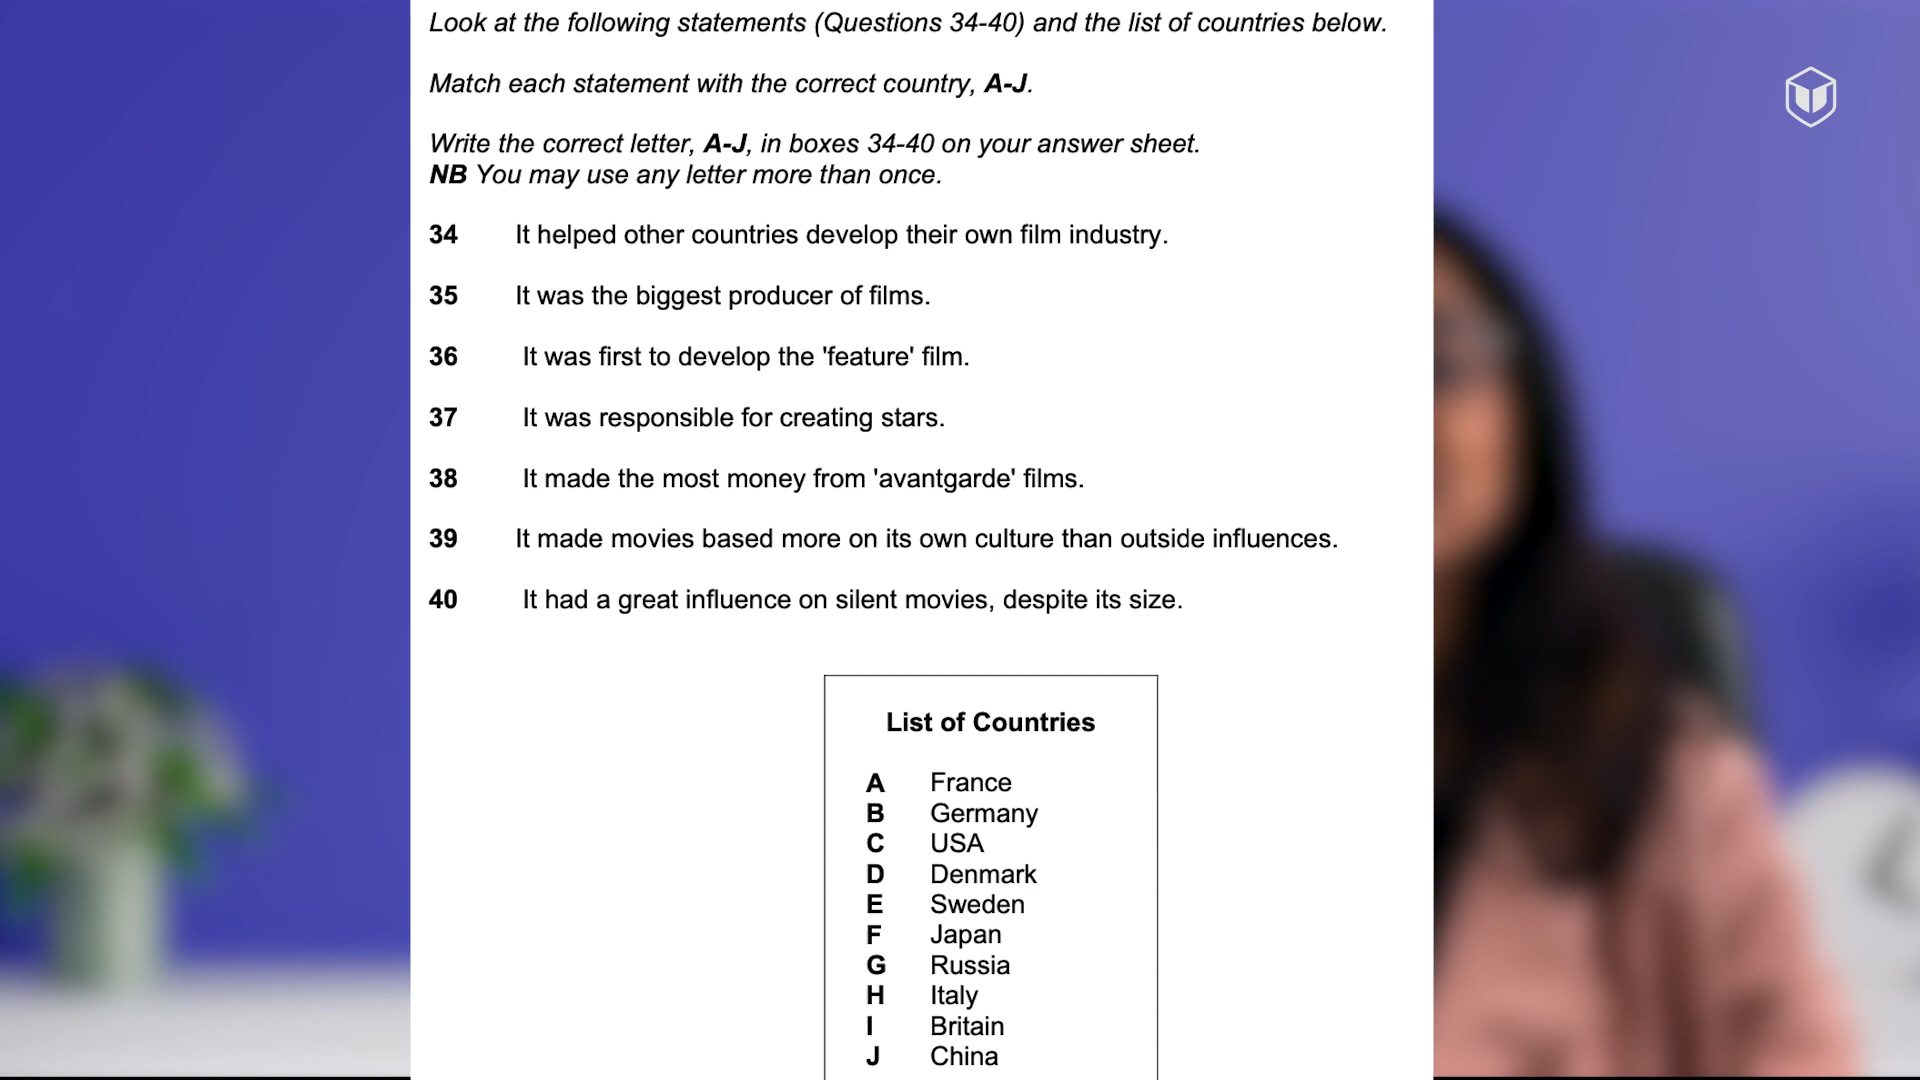 Look at the following statements (Questions 34-40) and the list of countries below.
Match each statement with the correct country, A-J.
Write the correct letter, A-J, in boxes 34-40 on your answer sheet.
NB You may use any letter more than once.
34 It helped other countries develop their own film industry.
35 It was the biggest producer of films.
36 It was first to develop the 'feature' film.
37 It was responsible for creating stars.
38 It made the most money from 'avantgarde' films.
39 It made movies based more on its own culture than outside influences.
40 It had a great influence on silent movies, despite its size.
List of Countries
A France
B Germany
C USA
D Denmark
E Sweden
F Japan
G Russia
H Italy
I Britain
J China